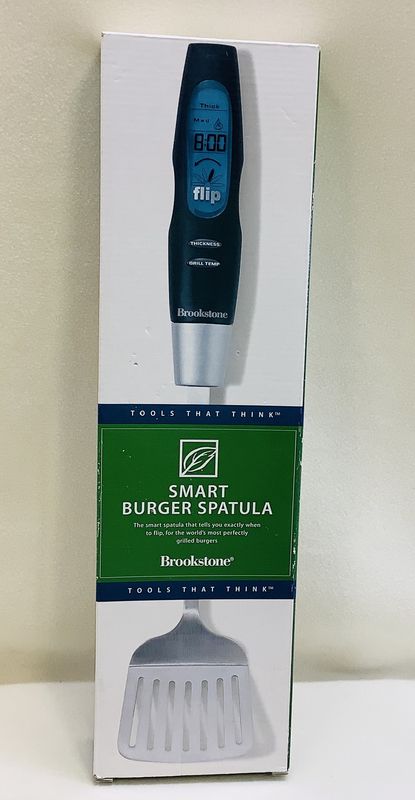 Thick
Med
8:00
flip
THICKNESS
GRILL TEMP
Brookstone
TOOLS THAT THINK™
SMART
BURGER SPATULA
The smart spatula that tells you exactly when
to flip, for the world's most perfectly
grilled burgers
Brookstone®
TOOLS THAT THINK™